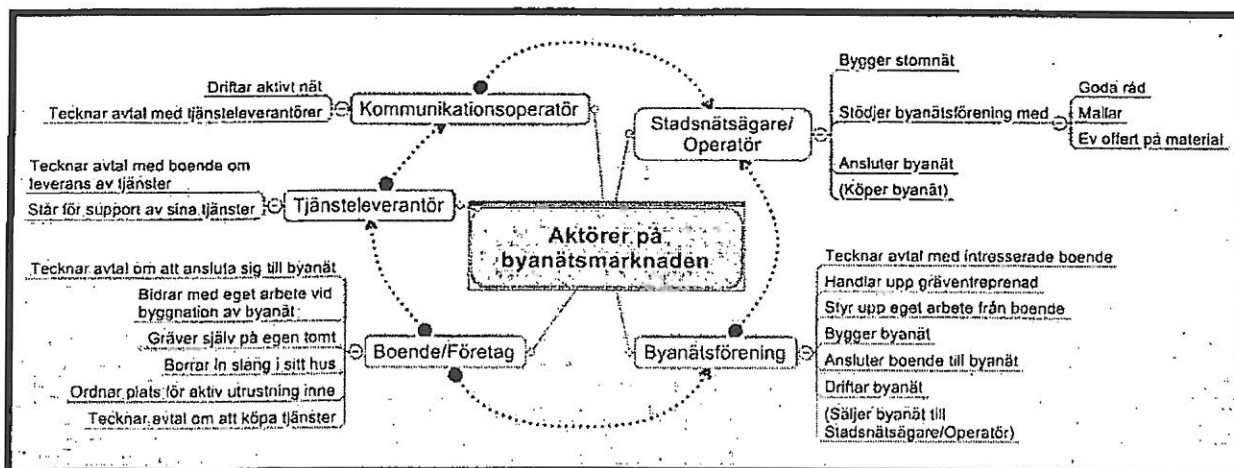 Driftar aktivt nät
Tecknar avtal med tjänsteleverantörer
Kommunikationsoperatör
Stadsnätsägare/
Operatör
Bygger stomnät
Stödjer byanätsförening med
Goda råd
Mallar
Ev offert på material
Ansluter byanät
(Köper byanät)
Tecknar avtal med boende om
leverans av tjänster
Står för support av sina tjänster
Tjänsteleverantör
Aktörer på
byanätsmarknaden
Tecknar avtal om att ansluta sig till byanät
Bidrar med eget arbete vid
byggnation av byanät
Gräver själv på egen tomt
Borrar in slang i sitt hus
Ordnar plats för aktiv utrustning inne
Tecknar avtal om att köpa tjänster
Boende/Företag
Byanätsförening
Tecknar avtal med intresserade boende
Handlar upp gräventreprenad
Styr upp eget arbete från boende
Bygger byanät
Ansluter boende till byanät
Driftar byanät
(Säljer byanät till
Stadsnätsägare/Operatör)